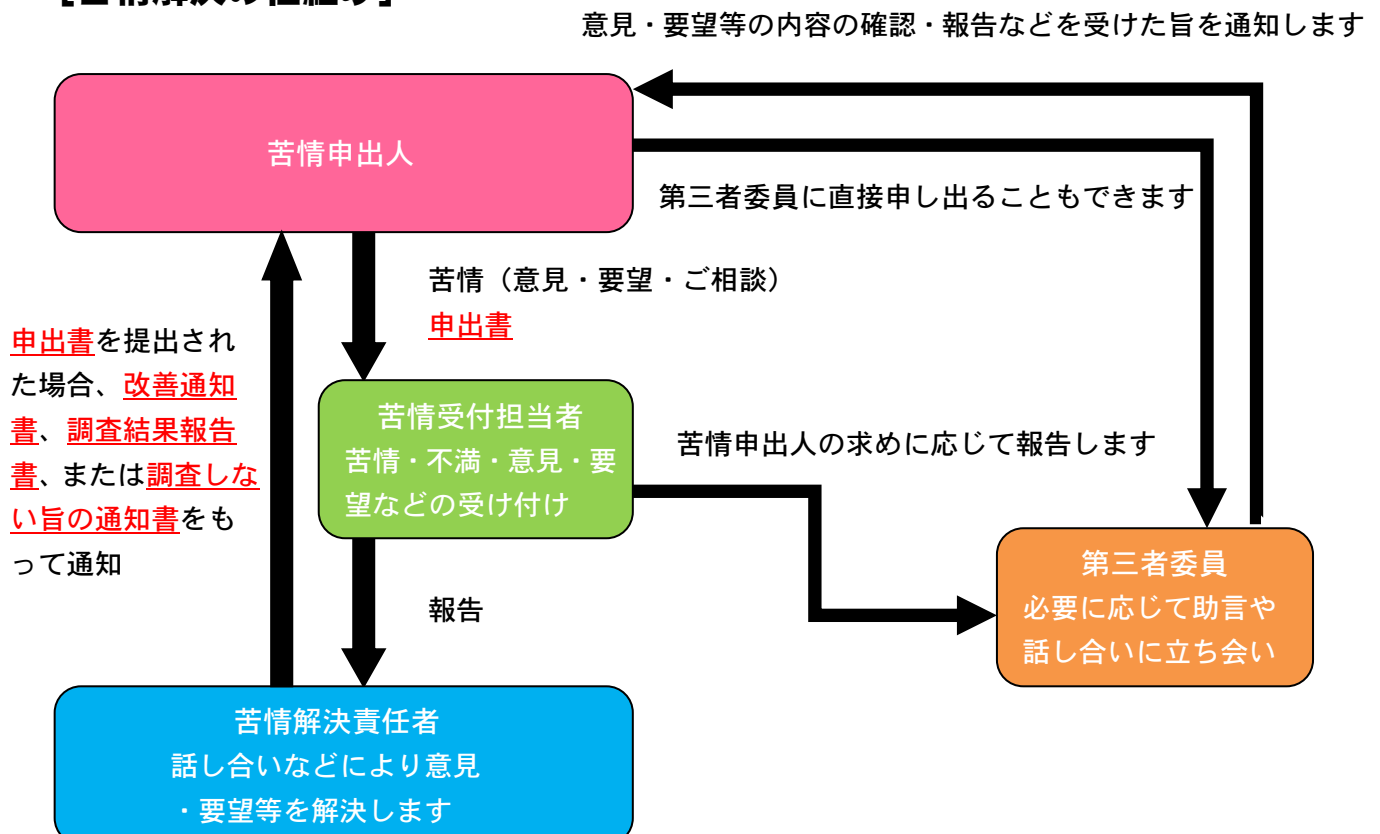 意見・要望等の内容の確認・報告などを受けた旨を通知します
苦情申出人
第三者委員に直接申し出ることもできます
苦情（意見・要望・ご相談）
申出書
申出書を提出され
た場合、改善通知
書、調査結果報告
書、または調査しな
い旨の通知書をも
って通知
苦情受付担当者
苦情・不満・意見・要
望などの受け付け
苦情申出人の求めに応じて報告します
第三者委員
必要に応じて助言や
話し合いに立ち会い
報告
苦情解決責任者
話し合いなどにより意見
・要望等を解決します